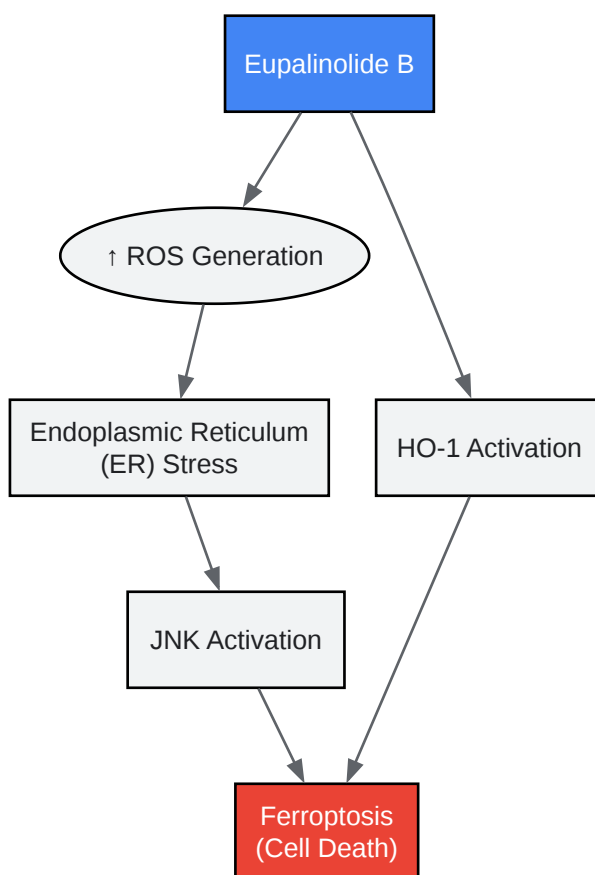 Eupalinolide B
↑ ROS Generation
Endoplasmic Reticulum
(ER) Stress
HO-1 Activation
JNK Activation
Ferroptosis
(Cell Death)